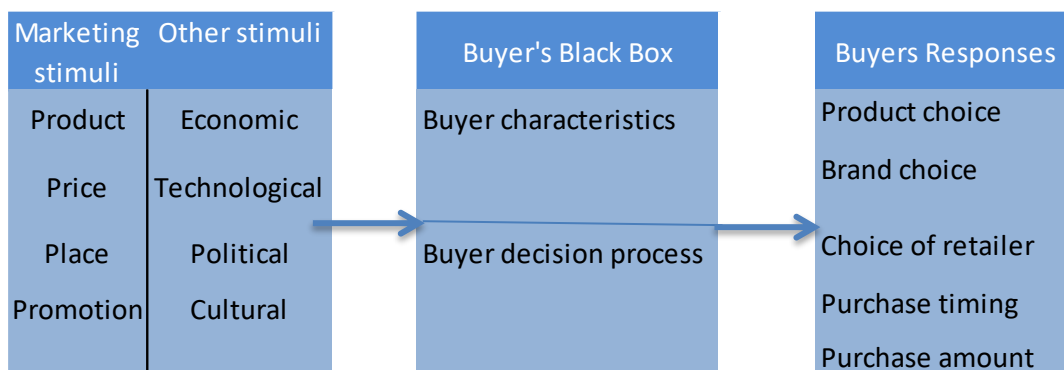 Marketing Other stimuli
stimuli
Product Economic
Price Technological
Place Political
Promotion Cultural
Buyer's Black Box
Buyer characteristics
Buyer decision process
Buyers Responses
Product choice
Brand choice
Choice of retailer
Purchase timing
Purchase amount